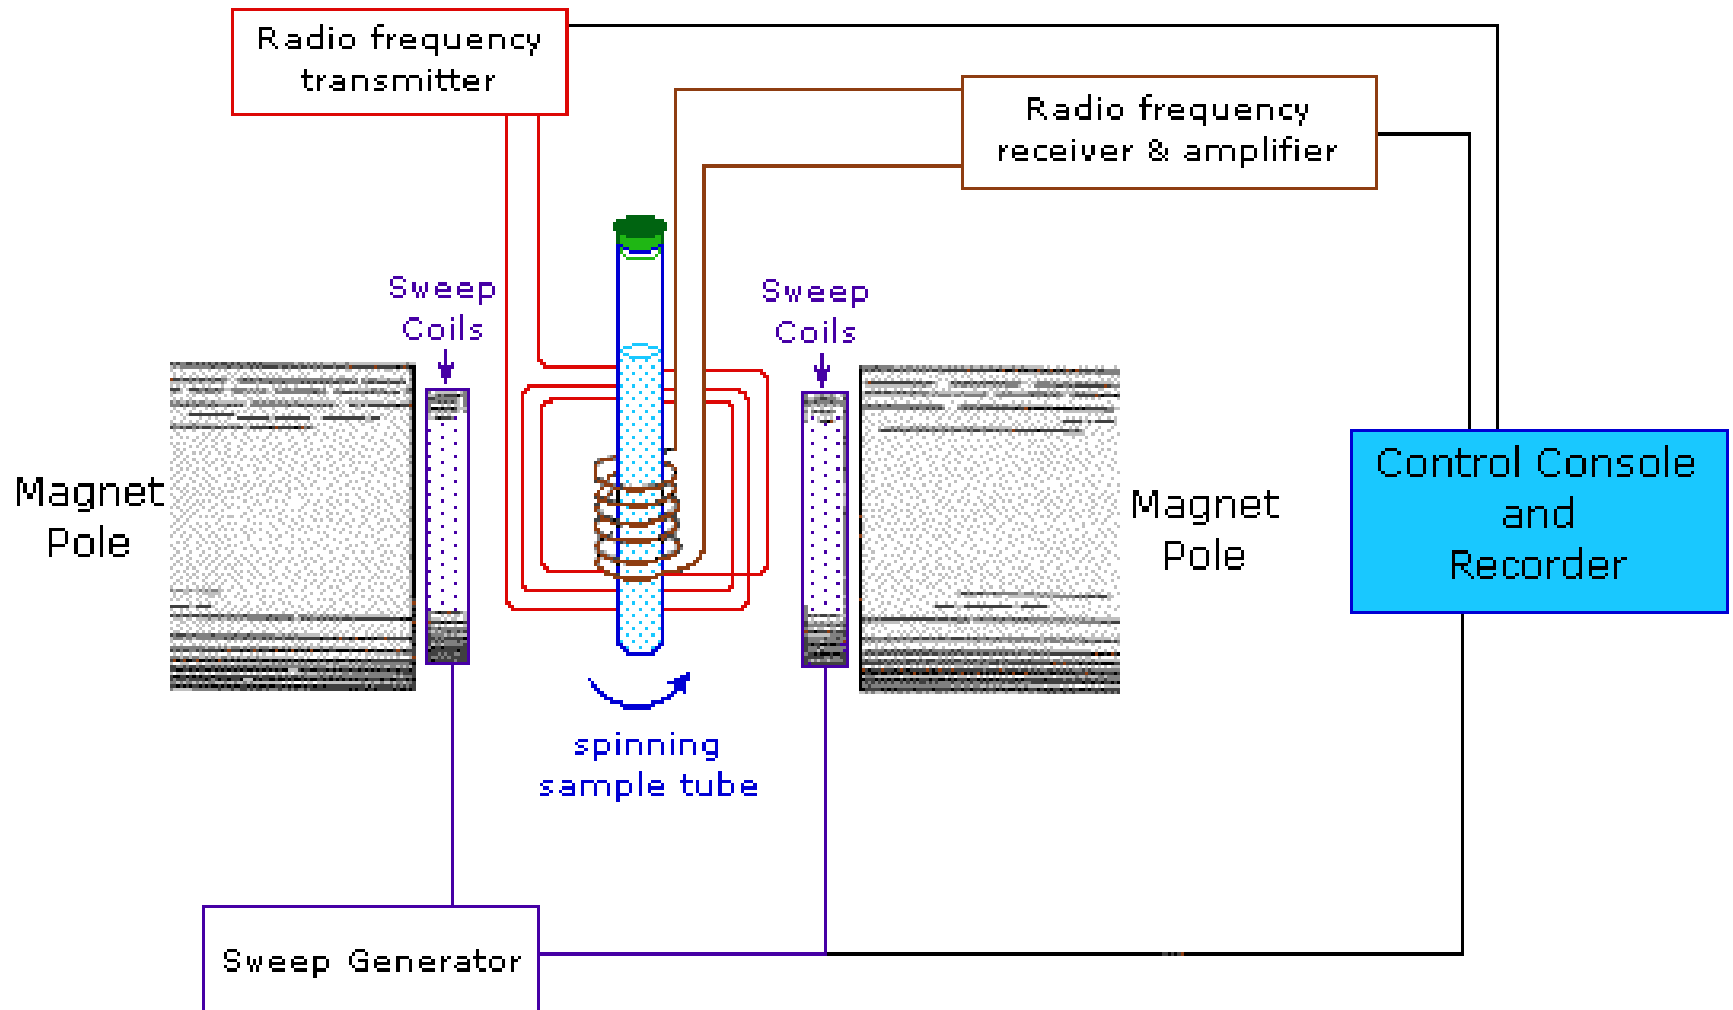 Radio frequency
transmitter
Radio frequency
receiver & amplifier
Sweep
Coils
Sweep
Coils
Magnet
Pole
Magnet
Pole
Control Console
and
Recorder
spinning
sample tube
Sweep Generator